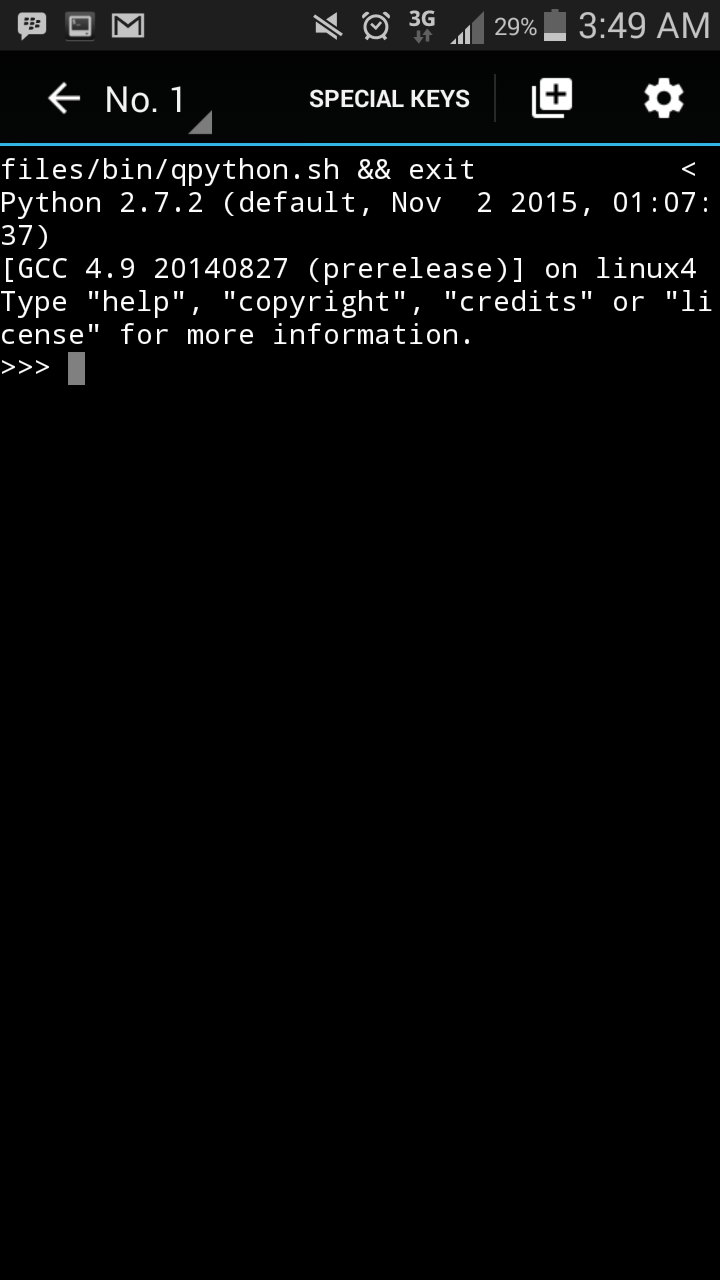 3G 29% 3:49 AM
No. 1 SPECIAL KEYS
files/bin/qpython.sh && exit <
Python 2.7.2 (default, Nov  2 2015, 01:07:
37)
[GCC 4.9 20140827 (prerelease)] on linux4
Type "help", "copyright", "credits" or "li
cense" for more information.
>>>